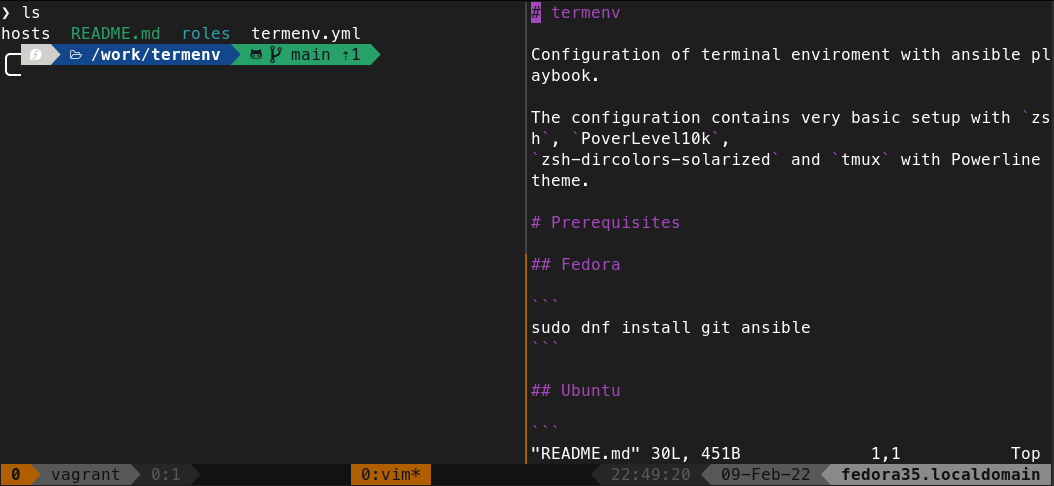 ❯ ls
hosts README.md roles termenv.yml
/work/termenv main ⇡1
# termenv
Configuration of terminal enviroment with ansible pl
aybook.
The configuration contains very basic setup with `zs
h`, `PoverLevel10k`,
`zsh-dircolors-solarized` and `tmux` with Powerline
theme.
# Prerequisites
## Fedora
```
sudo dnf install git ansible
```
## Ubuntu
```
"README.md" 30L, 451B 1,1 Top
0 vagrant 0:1 0:vim* 22:49:20 09-Feb-22 fedora35.localdomain